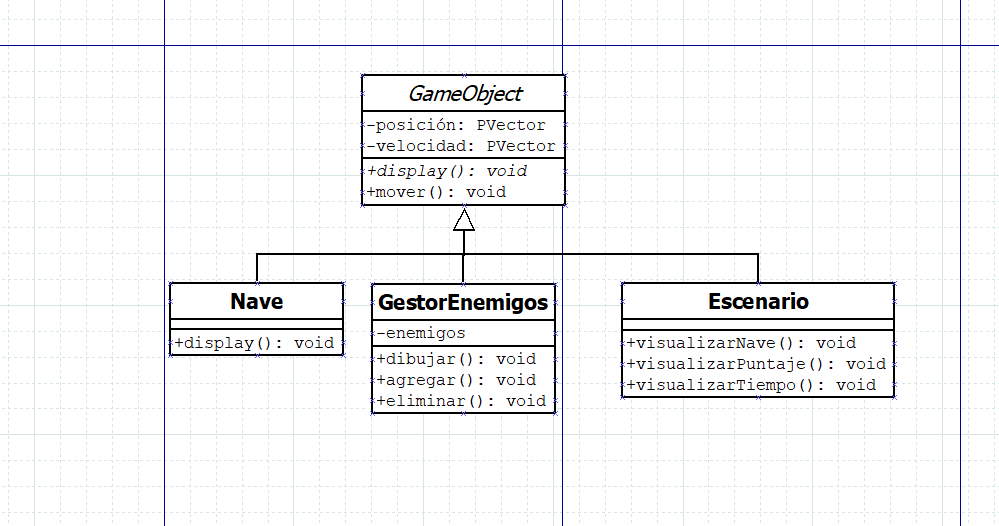 GameObject
-posición: PVector
-velocidad: PVector
+display(): void
+mover(): void
Nave
+display(): void
GestorEnemigos
-enemigos
+dibujar(): void
+agregar(): void
+eliminar(): void
Escenario
+visualizarNave(): void
+visualizarPuntaje(): void
+visualizarTiempo(): void